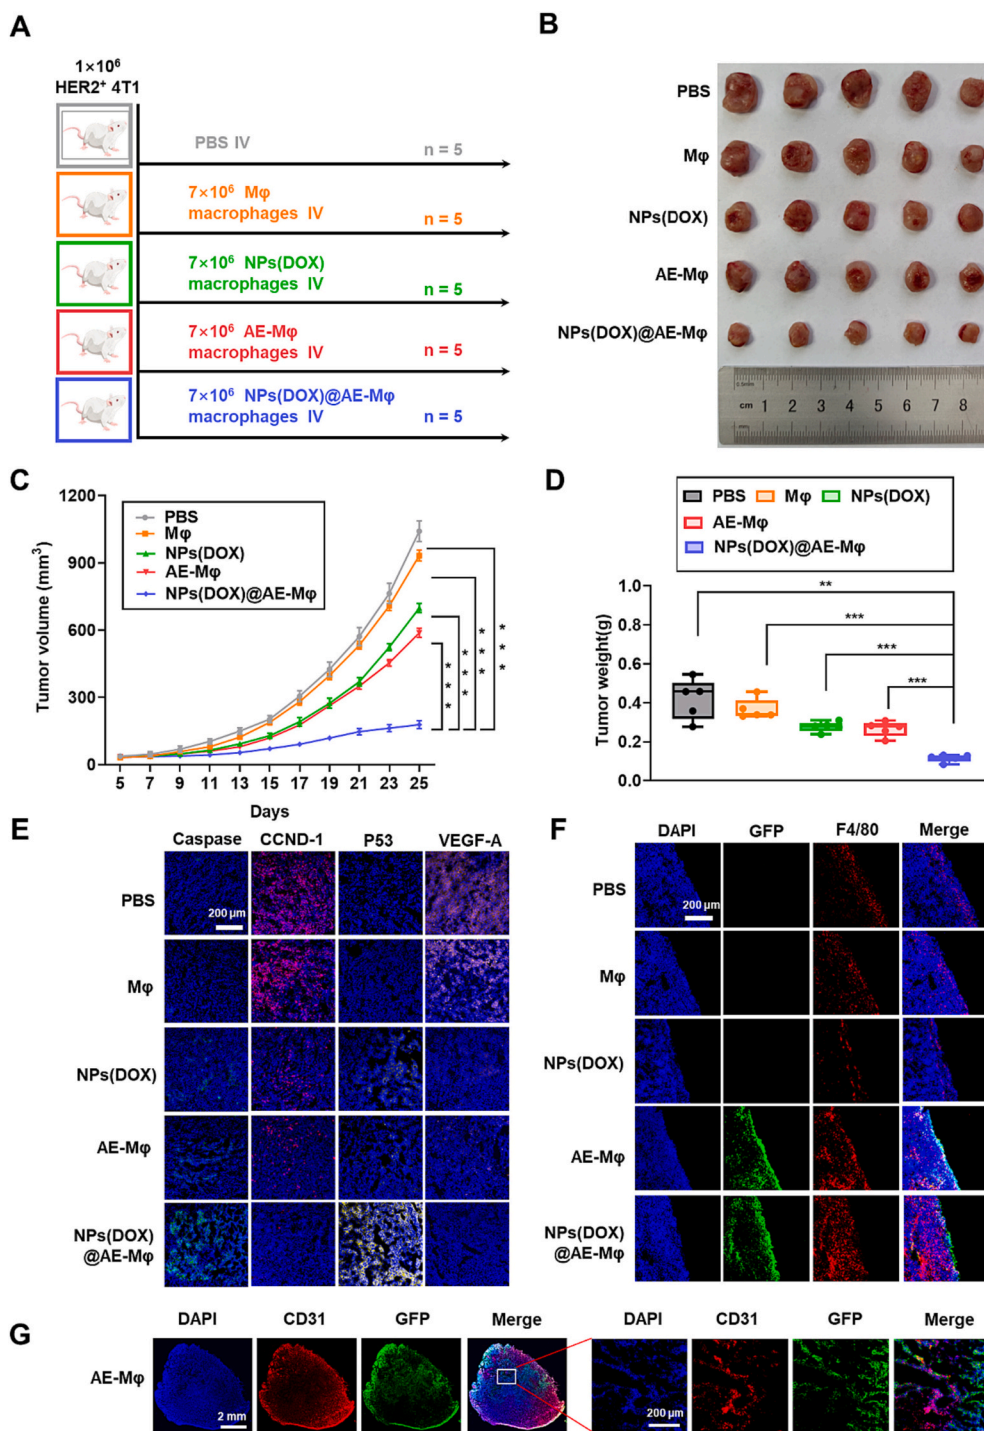 A
1×10⁶
HER2⁺ 4T1
PBS IV n = 5
7×10⁶ Mφ
macrophages IV n = 5
7×10⁶ NPs(DOX)
macrophages IV n = 5
7×10⁶ AE-Mφ
macrophages IV n = 5
7×10⁶ NPs(DOX)@AE-Mφ
macrophages IV n = 5
B
PBS
Mφ
NPs(DOX)
AE-Mφ
NPs(DOX)@AE-Mφ
cm 1 2 3 4 5 6 7 8
C
Tumor volume (mm³)
1200
900
600
300
0
PBS
Mφ
NPs(DOX)
AE-Mφ
NPs(DOX)@AE-Mφ
***
***
***
***
5 7 9 11 13 15 17 19 21 23 25
Days
D
PBS Mφ NPs(DOX)
AE-Mφ
NPs(DOX)@AE-Mφ
Tumor weight(g)
1.0
0.8
0.6
0.4
0.2
0.0
**
***
***
***
E
Caspase CCND-1 P53 VEGF-A
PBS
200 μm
Mφ
NPs(DOX)
AE-Mφ
NPs(DOX)
@AE-Mφ
F
DAPI GFP F4/80 Merge
PBS
200 μm
Mφ
NPs(DOX)
AE-Mφ
NPs(DOX)
@AE-Mφ
G
DAPI CD31 GFP Merge DAPI CD31 GFP Merge
AE-Mφ
2 mm
200 μm